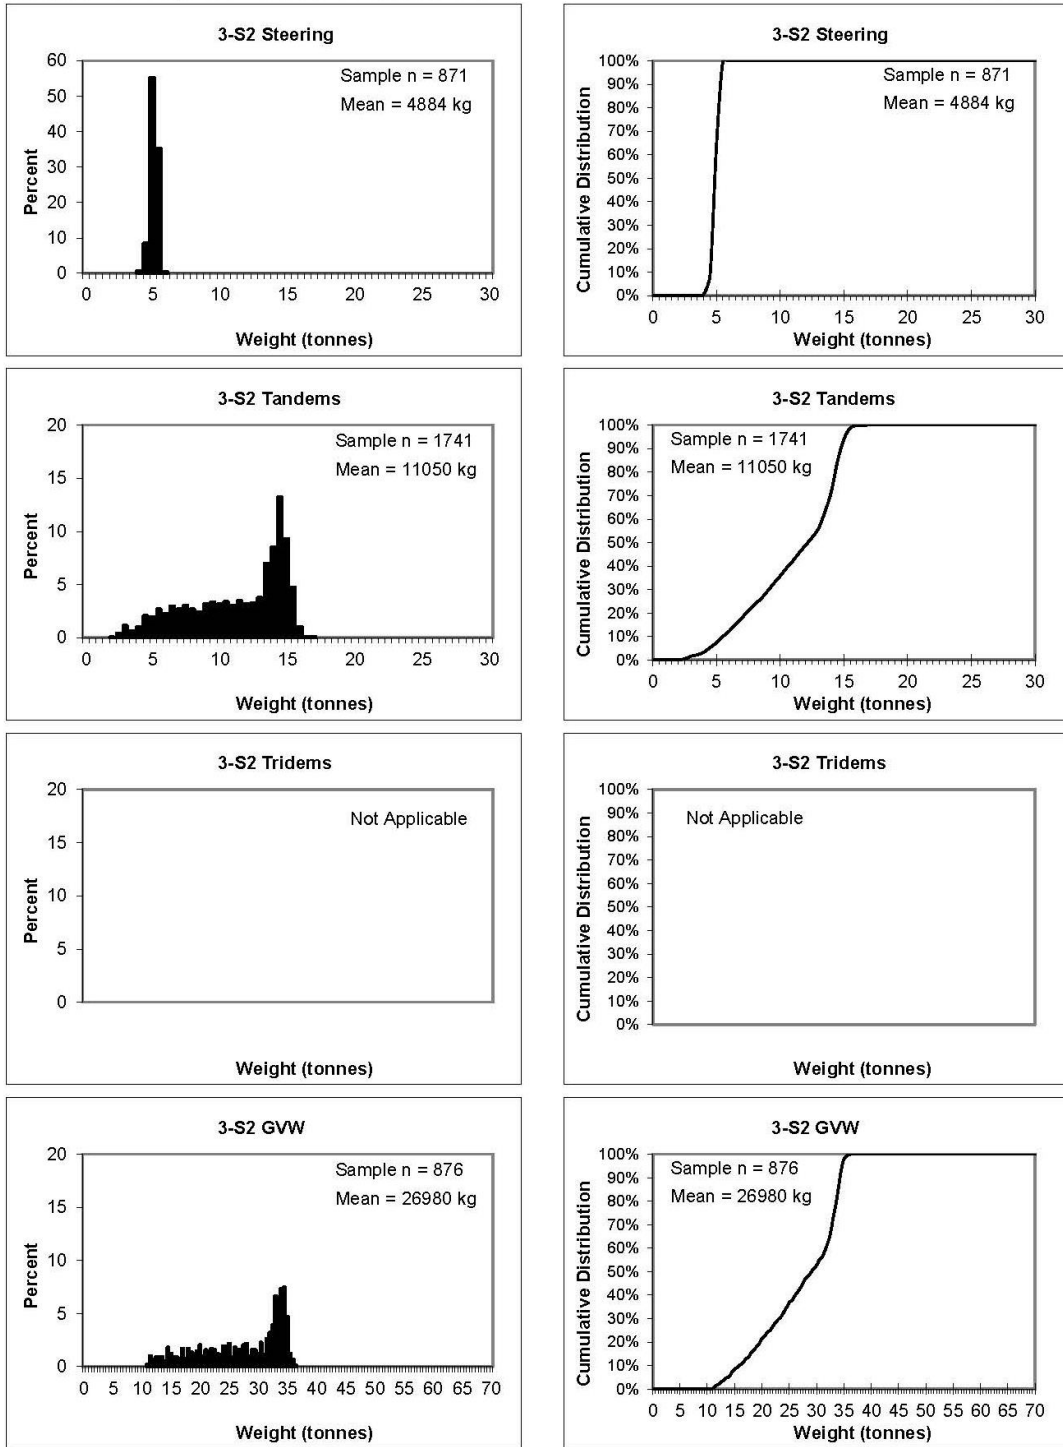 3-S2 Steering
60
50
40
30
20
10
0
Percent
Sample n = 871
Mean = 4884 kg
0 5 10 15 20 25 30
Weight (tonnes)
3-S2 Steering
100%
90%
80%
70%
60%
50%
40%
30%
20%
10%
0%
Cumulative Distribution
Sample n = 871
Mean = 4884 kg
0 5 10 15 20 25 30
Weight (tonnes)
3-S2 Tandems
20
15
10
5
0
Percent
Sample n = 1741
Mean = 11050 kg
0 5 10 15 20 25 30
Weight (tonnes)
3-S2 Tandems
100%
90%
80%
70%
60%
50%
40%
30%
20%
10%
0%
Cumulative Distribution
Sample n = 1741
Mean = 11050 kg
0 5 10 15 20 25 30
Weight (tonnes)
3-S2 Tridems
20
15
10
5
0
Percent
Not Applicable
Weight (tonnes)
3-S2 Tridems
100%
90%
80%
70%
60%
50%
40%
30%
20%
10%
0%
Cumulative Distribution
Not Applicable
Weight (tonnes)
3-S2 GVW
20
15
10
5
0
Percent
Sample n = 876
Mean = 26980 kg
0 5 10 15 20 25 30 35 40 45 50 55 60 65 70
Weight (tonnes)
3-S2 GVW
100%
90%
80%
70%
60%
50%
40%
30%
20%
10%
0%
Cumulative Distribution
Sample n = 876
Mean = 26980 kg
0 5 10 15 20 25 30 35 40 45 50 55 60 65 70
Weight (tonnes)